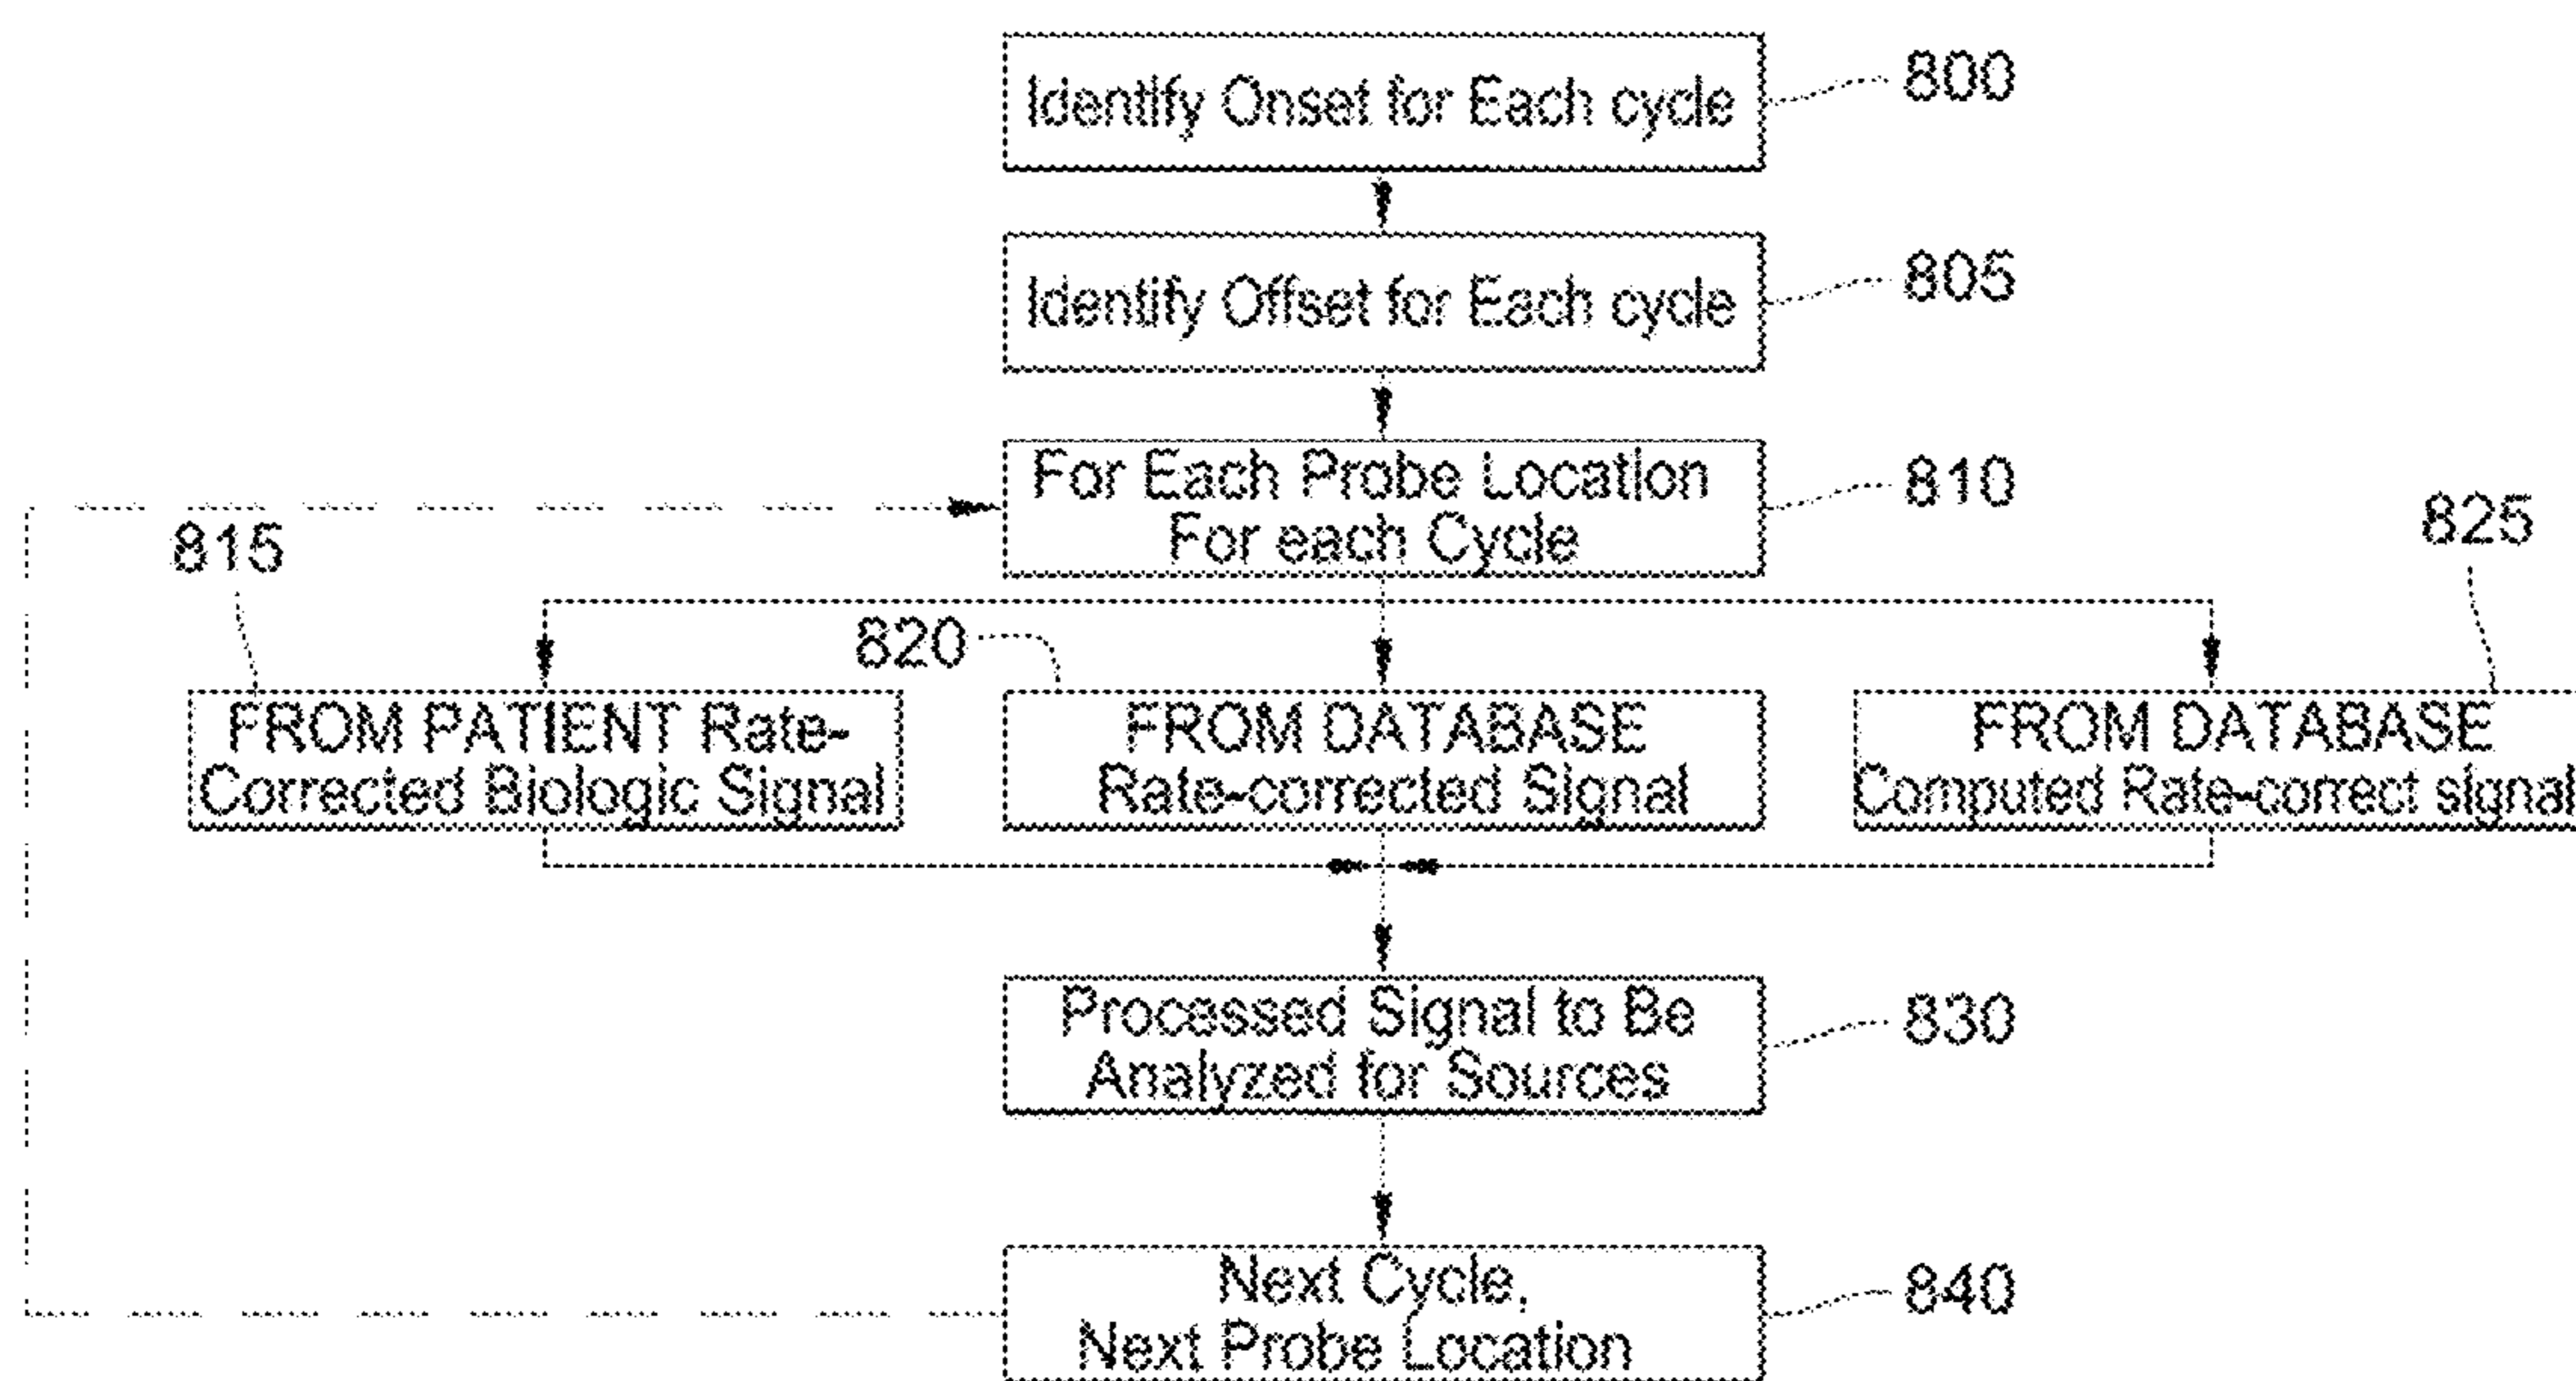 Identify Onset for Each cycle
800
Identify Offset for Each cycle
805
For Each Probe Location
For each Cycle
810
815
820
825
FROM PATIENT Rate-
Corrected Biologic Signal
FROM DATABASE
Rate-corrected Signal
FROM DATABASE
Computed Rate-correct signal
Processed Signal to Be
Analyzed for Sources
830
Next Cycle,
Next Probe Location
840